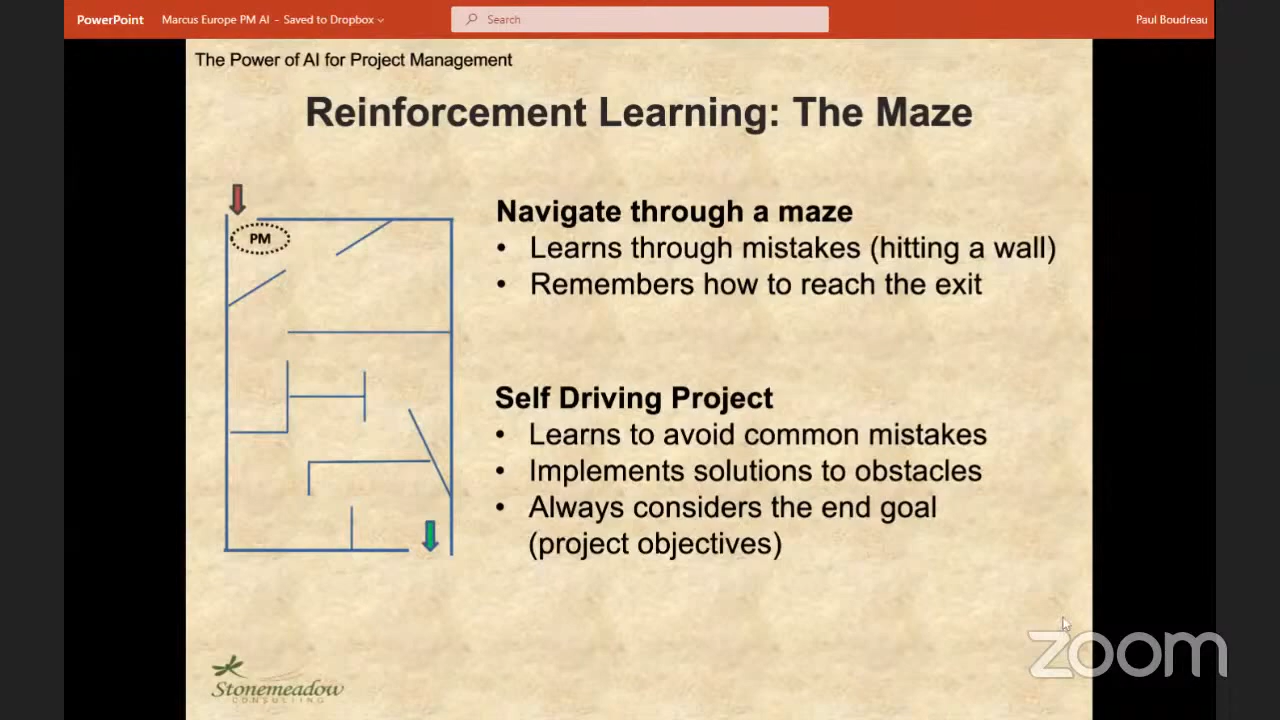 PowerPoint
Marcus Europe PM AI - Saved to Dropbox
Search
Paul Boudreau
The Power of AI for Project Management
Reinforcement Learning: The Maze
PM
Navigate through a maze
• Learns through mistakes (hitting a wall)
• Remembers how to reach the exit
Self Driving Project
• Learns to avoid common mistakes
• Implements solutions to obstacles
• Always considers the end goal
(project objectives)
zoom
Stonemeadow
CONSULTING